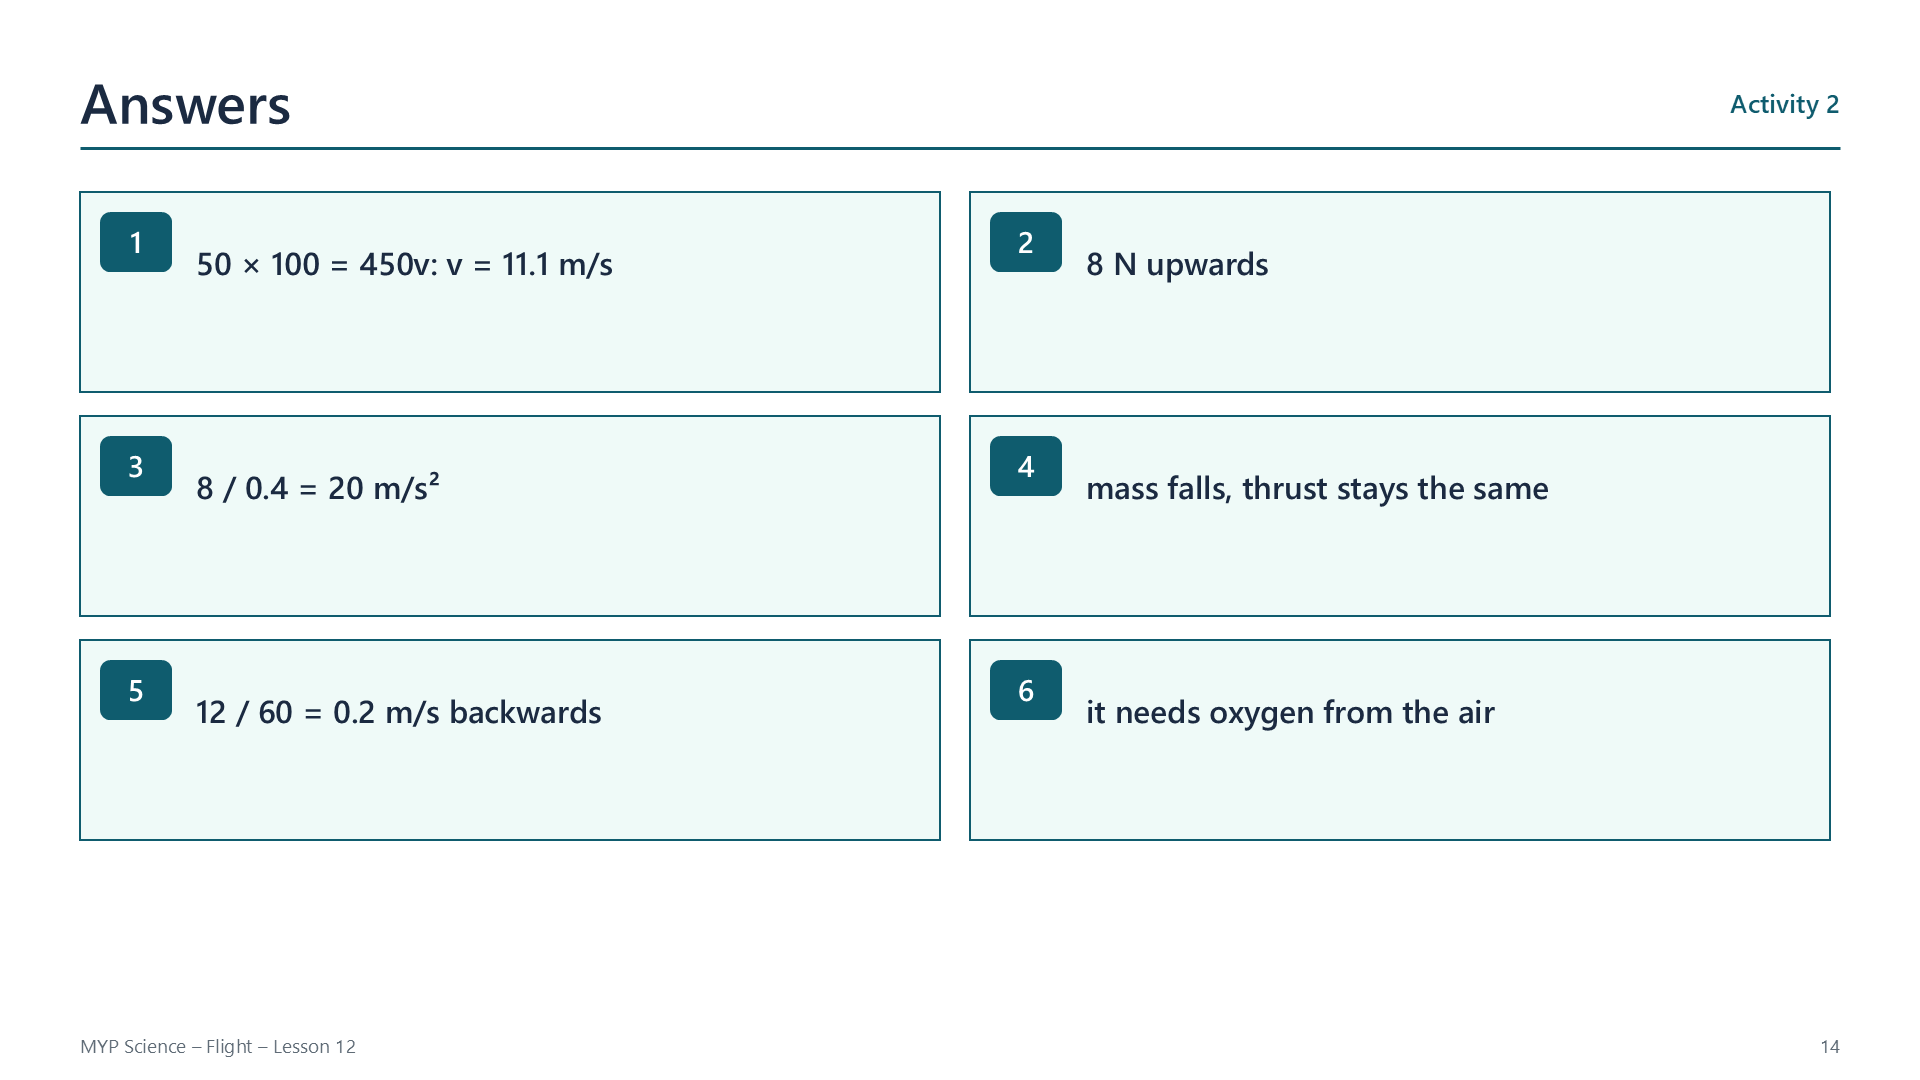 Answers
Activity 2
1
50 × 100 = 450v: v = 11.1 m/s
2
8 N upwards
3
8 / 0.4 = 20 m/s²
4
mass falls, thrust stays the same
5
12 / 60 = 0.2 m/s backwards
6
it needs oxygen from the air
MYP Science – Flight – Lesson 12
14